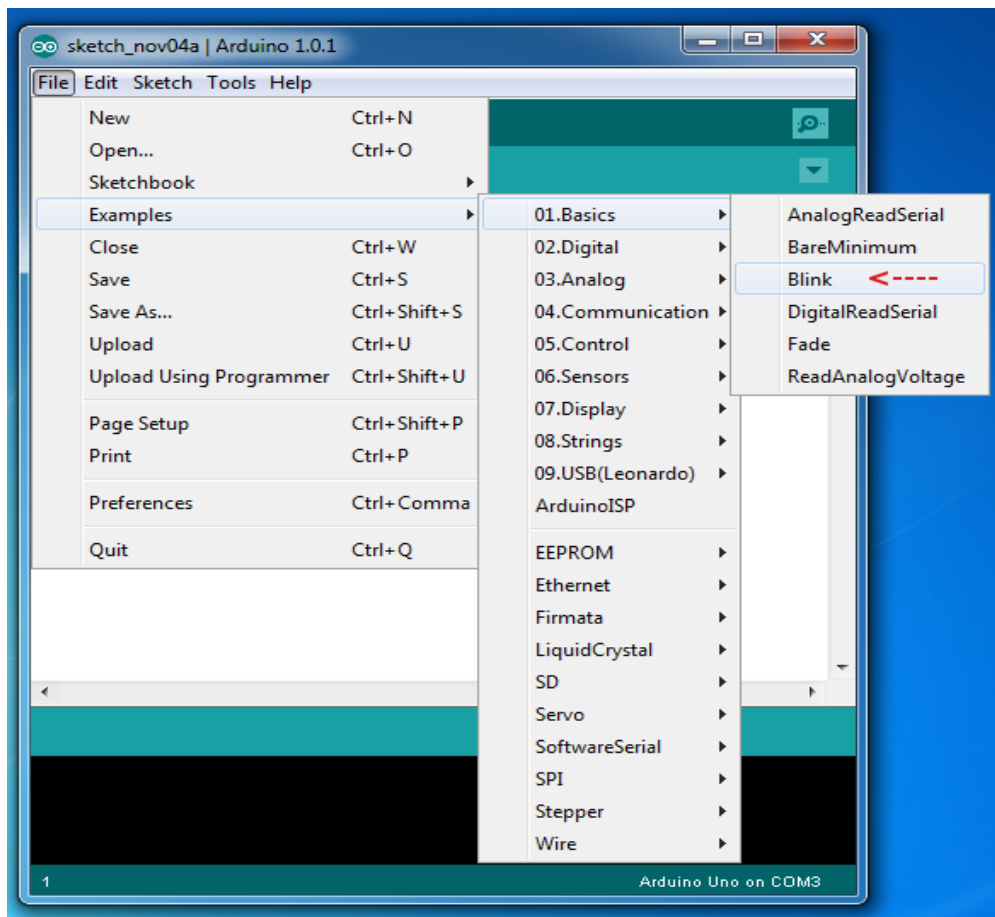 sketch_nov04a | Arduino 1.0.1
File Edit Sketch Tools Help
New Ctrl+N
Open... Ctrl+O
Sketchbook
Examples
Close Ctrl+W
Save Ctrl+S
Save As... Ctrl+Shift+S
Upload Ctrl+U
Upload Using Programmer Ctrl+Shift+U
Page Setup Ctrl+Shift+P
Print Ctrl+P
Preferences Ctrl+Comma
Quit Ctrl+Q
01.Basics
02.Digital
03.Analog
04.Communication
05.Control
06.Sensors
07.Display
08.Strings
09.USB(Leonardo)
ArduinoISP
EEPROM
Ethernet
Firmata
LiquidCrystal
SD
Servo
SoftwareSerial
SPI
Stepper
Wire
AnalogReadSerial
BareMinimum
Blink <----
DigitalReadSerial
Fade
ReadAnalogVoltage
1 Arduino Uno on COM3